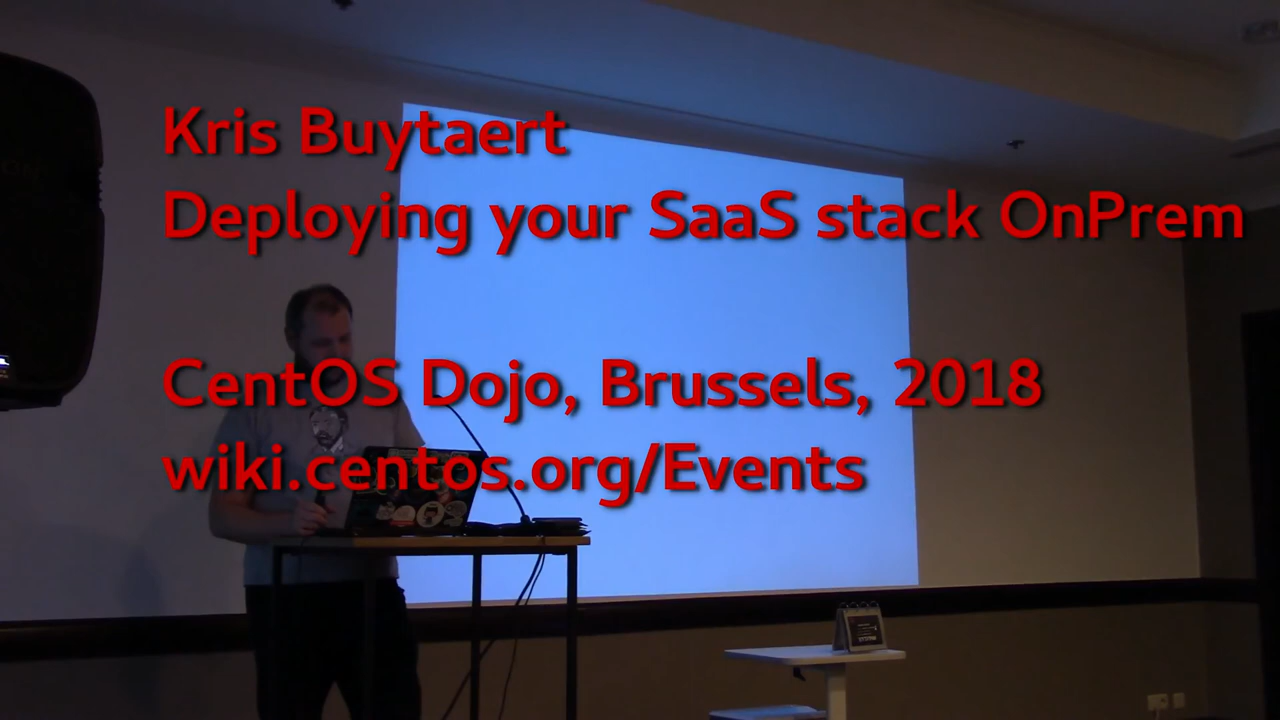 Kris Buytaert
Deploying your SaaS stack OnPrem
CentOS Dojo, Brussels, 2018
wiki.centos.org/Events